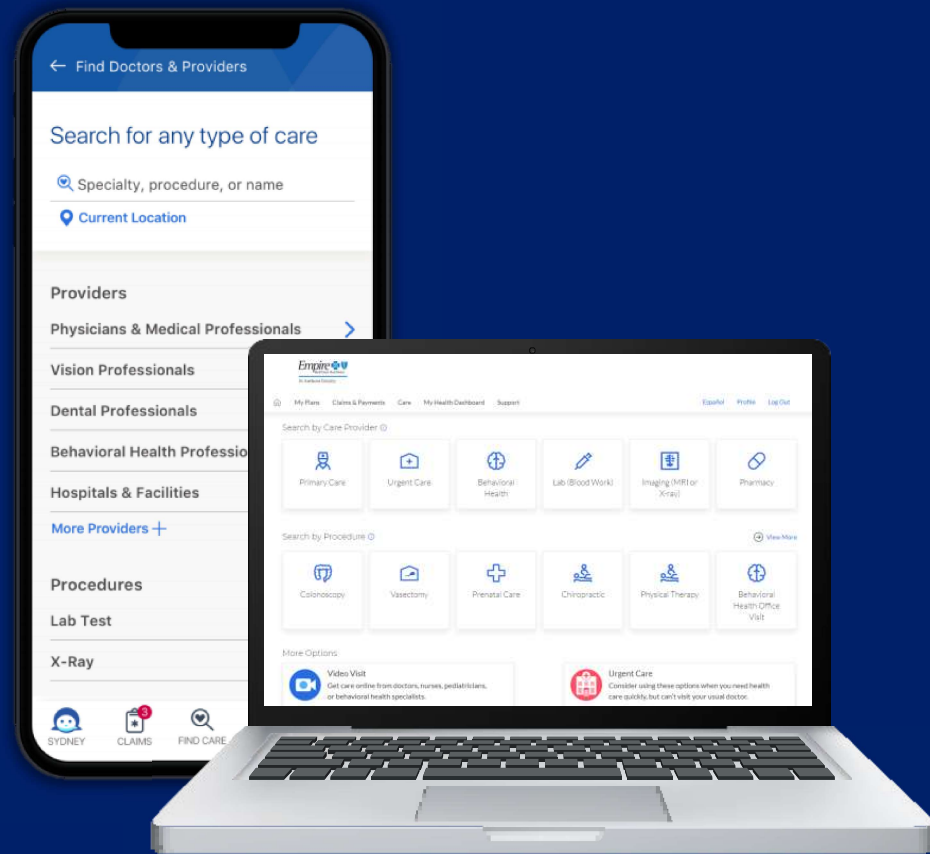 ← Find Doctors & Providers
Search for any type of care
Specialty, procedure, or name
Current Location
Providers
Physicians & Medical Professionals
Vision Professionals
Dental Professionals
Behavioral Health Professio
Hospitals & Facilities
More Providers +
Procedures
Lab Test
X-Ray
3
SYDNEY CLAIMS FIND CARE
Empire
My Plans Claims & Payments Care My Health Dashboard Support Español Profile Log Out
Search by Care Provider
Primary Care
Urgent Care
Behavioral
Health
Lab (Blood Work)
Imaging (MRI or
X-ray)
Pharmacy
Search by Procedure
View More
Colonoscopy
Vasectomy
Prenatal Care
Chiropractic
Physical Therapy
Behavioral
Health Office
Visit
More Options
Video Visit
Get care online from doctors, nurses, pediatricians,
or behavioral health specialists.
Urgent Care
Consider using these options when you need health
care quickly, but can't visit your usual doctor.